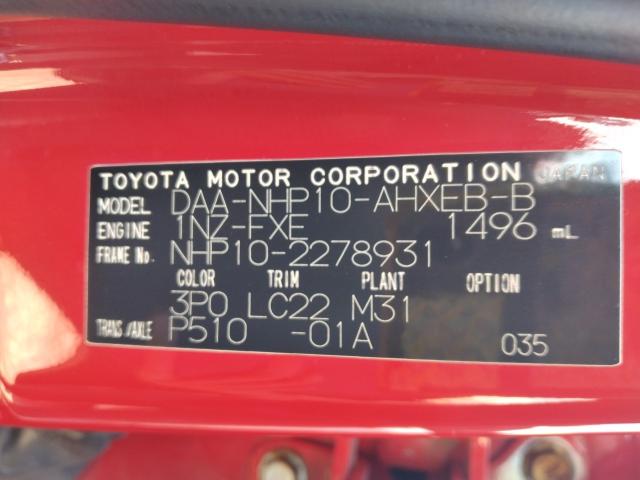 TOYOTA MOTOR CORPORATION JAPAN
MODEL DAA-NHP10-AHXEB-B
ENGINE 1NZ-FXE 1496 mL
FRAME No. NHP10-2278931
COLOR TRIM PLANT OPTION
3P0 LC22 M31
TRANS./AXLE P510 -01A 035